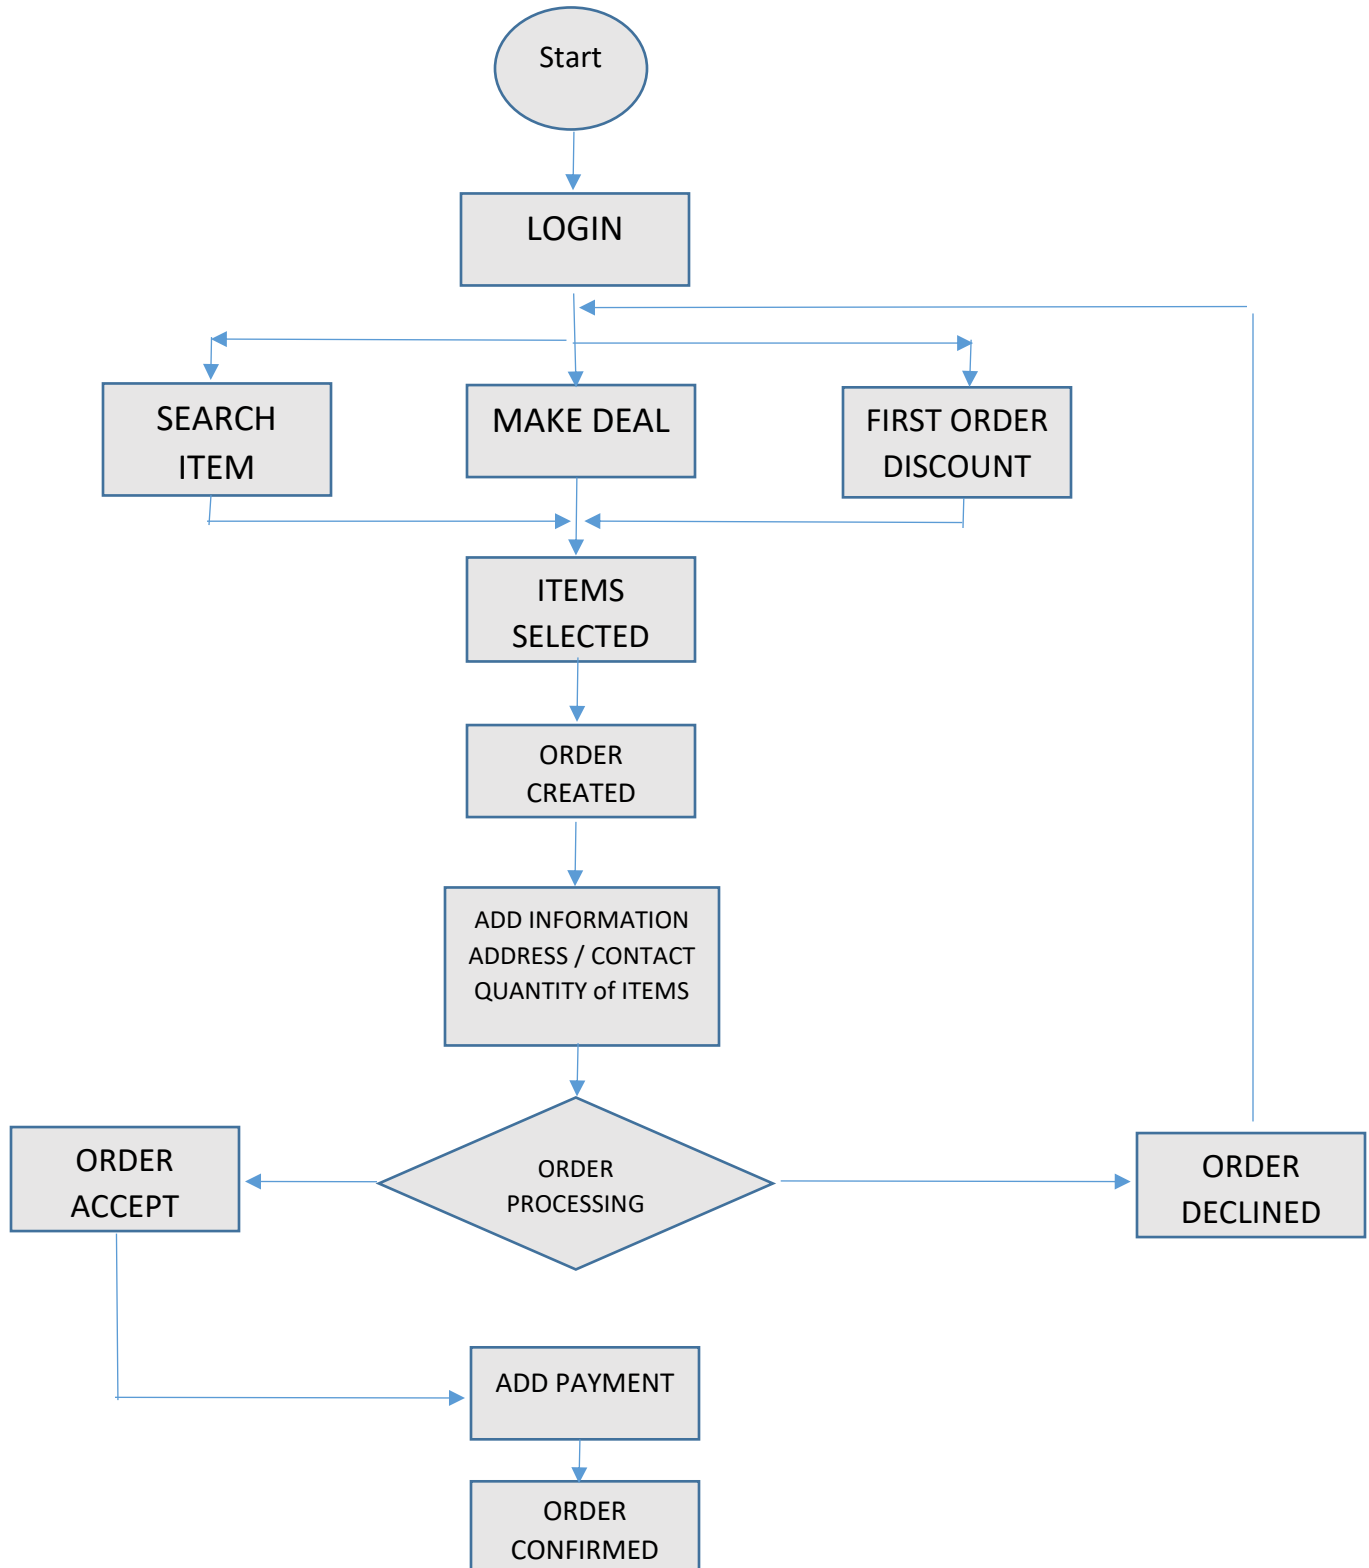 Start
LOGIN
SEARCH
ITEM
MAKE DEAL
FIRST ORDER
DISCOUNT
ITEMS
SELECTED
ORDER
CREATED
ADD INFORMATION
ADDRESS / CONTACT
QUANTITY of ITEMS
ORDER
ACCEPT
ORDER
PROCESSING
ORDER
DECLINED
ADD PAYMENT
ORDER
CONFIRMED